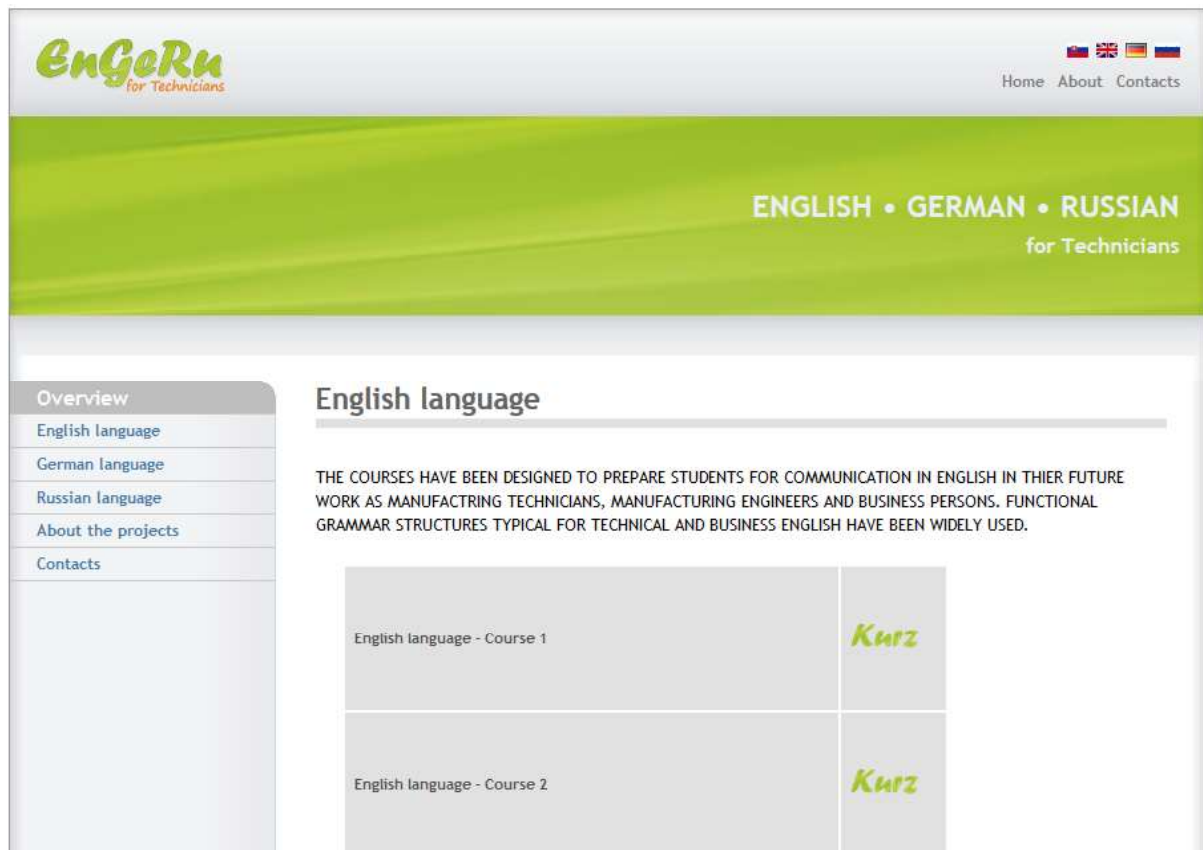 EnGeRu
for Technicians
Home About Contacts
ENGLISH • GERMAN • RUSSIAN
for Technicians
Overview
English language
German language
Russian language
About the projects
Contacts
English language
THE COURSES HAVE BEEN DESIGNED TO PREPARE STUDENTS FOR COMMUNICATION IN ENGLISH IN THIER FUTURE
WORK AS MANUFACTRING TECHNICIANS, MANUFACTURING ENGINEERS AND BUSINESS PERSONS. FUNCTIONAL
GRAMMAR STRUCTURES TYPICAL FOR TECHNICAL AND BUSINESS ENGLISH HAVE BEEN WIDELY USED.
English language - Course 1 Kurz
English language - Course 2 Kurz